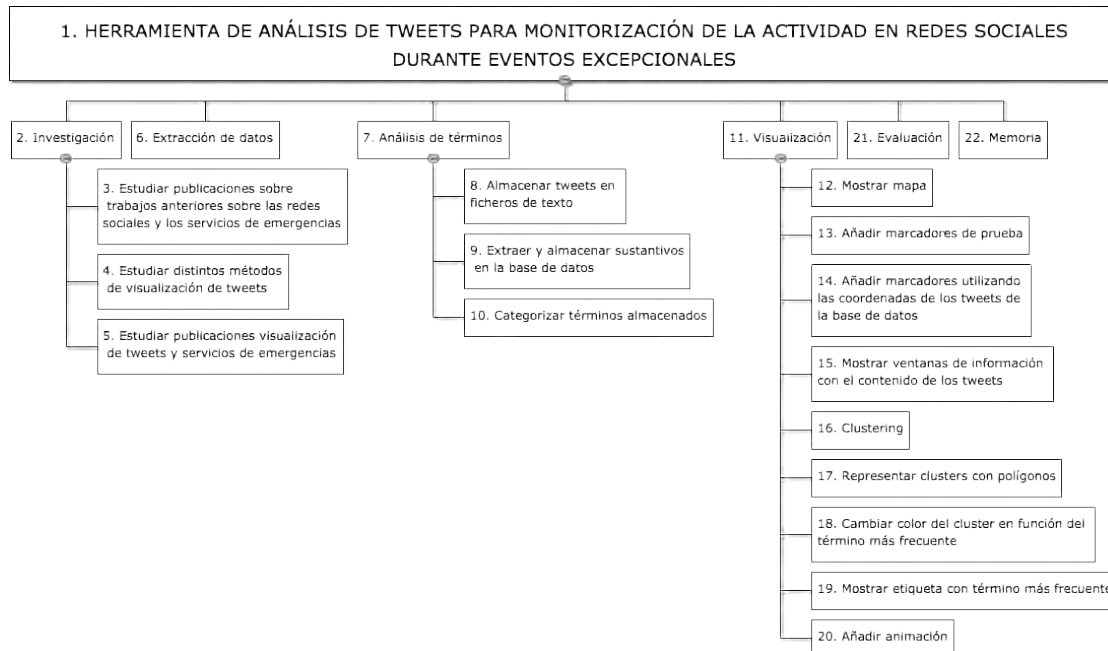 1. HERRAMIENTA DE ANÁLISIS DE TWEETS PARA MONITORIZACIÓN DE LA ACTIVIDAD EN REDES SOCIALES
DURANTE EVENTOS EXCEPCIONALES
2. Investigación
6. Extracción de datos
7. Análisis de términos
11. Visualización
21. Evaluación
22. Memoria
3. Estudiar publicaciones sobre
trabajos anteriores sobre las redes
sociales y los servicios de emergencias
4. Estudiar distintos métodos
de visualización de tweets
5. Estudiar publicaciones visualización
de tweets y servicios de emergencias
8. Almacenar tweets en
ficheros de texto
9. Extraer y almacenar sustantivos
en la base de datos
10. Categorizar términos almacenados
12. Mostrar mapa
13. Añadir marcadores de prueba
14. Añadir marcadores utilizando
las coordenadas de los tweets de
la base de datos
15. Mostrar ventanas de información
con el contenido de los tweets
16. Clustering
17. Representar clusters con polígonos
18. Cambiar color del cluster en función del
término más frecuente
19. Mostrar etiqueta con término más frecuente
20. Añadir animación